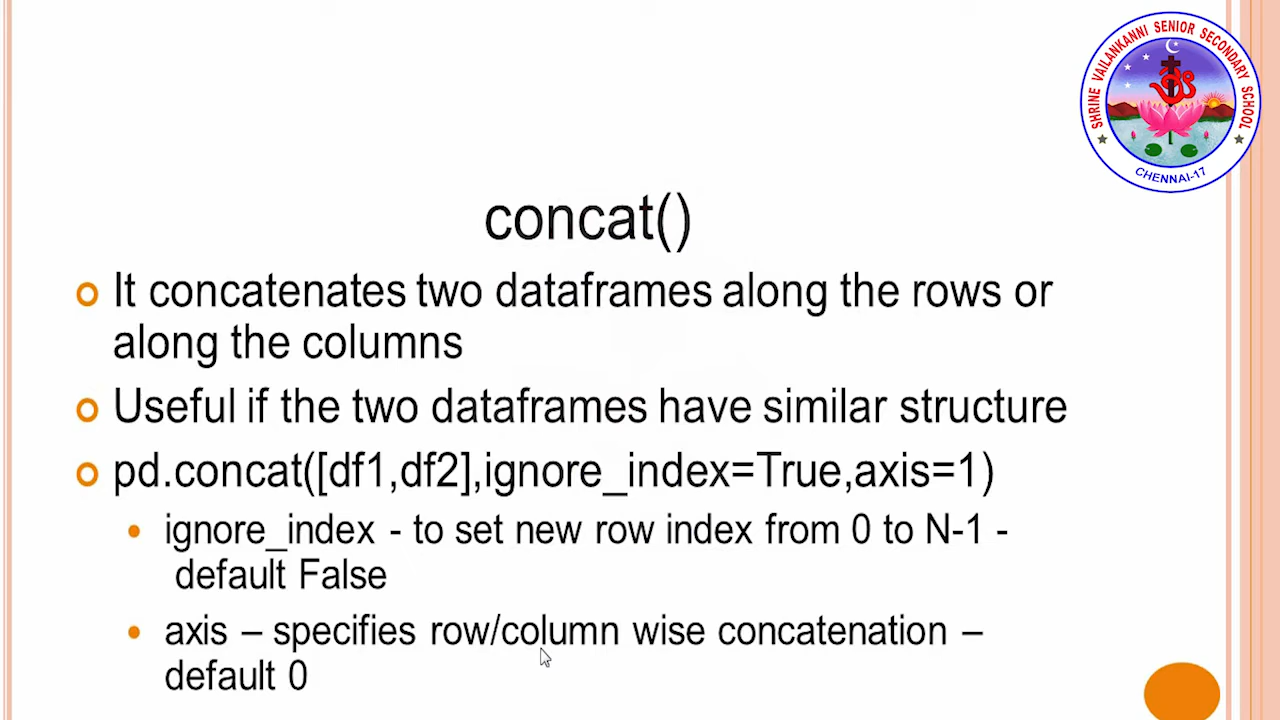 SHRINE VAILANKANNI SENIOR SECONDARY SCHOOL
CHENNAI-17
concat()
It concatenates two dataframes along the rows or
along the columns
Useful if the two dataframes have similar structure
pd.concat([df1,df2],ignore_index=True,axis=1)
ignore_index - to set new row index from 0 to N-1 -
default False
axis – specifies row/column wise concatenation –
default 0